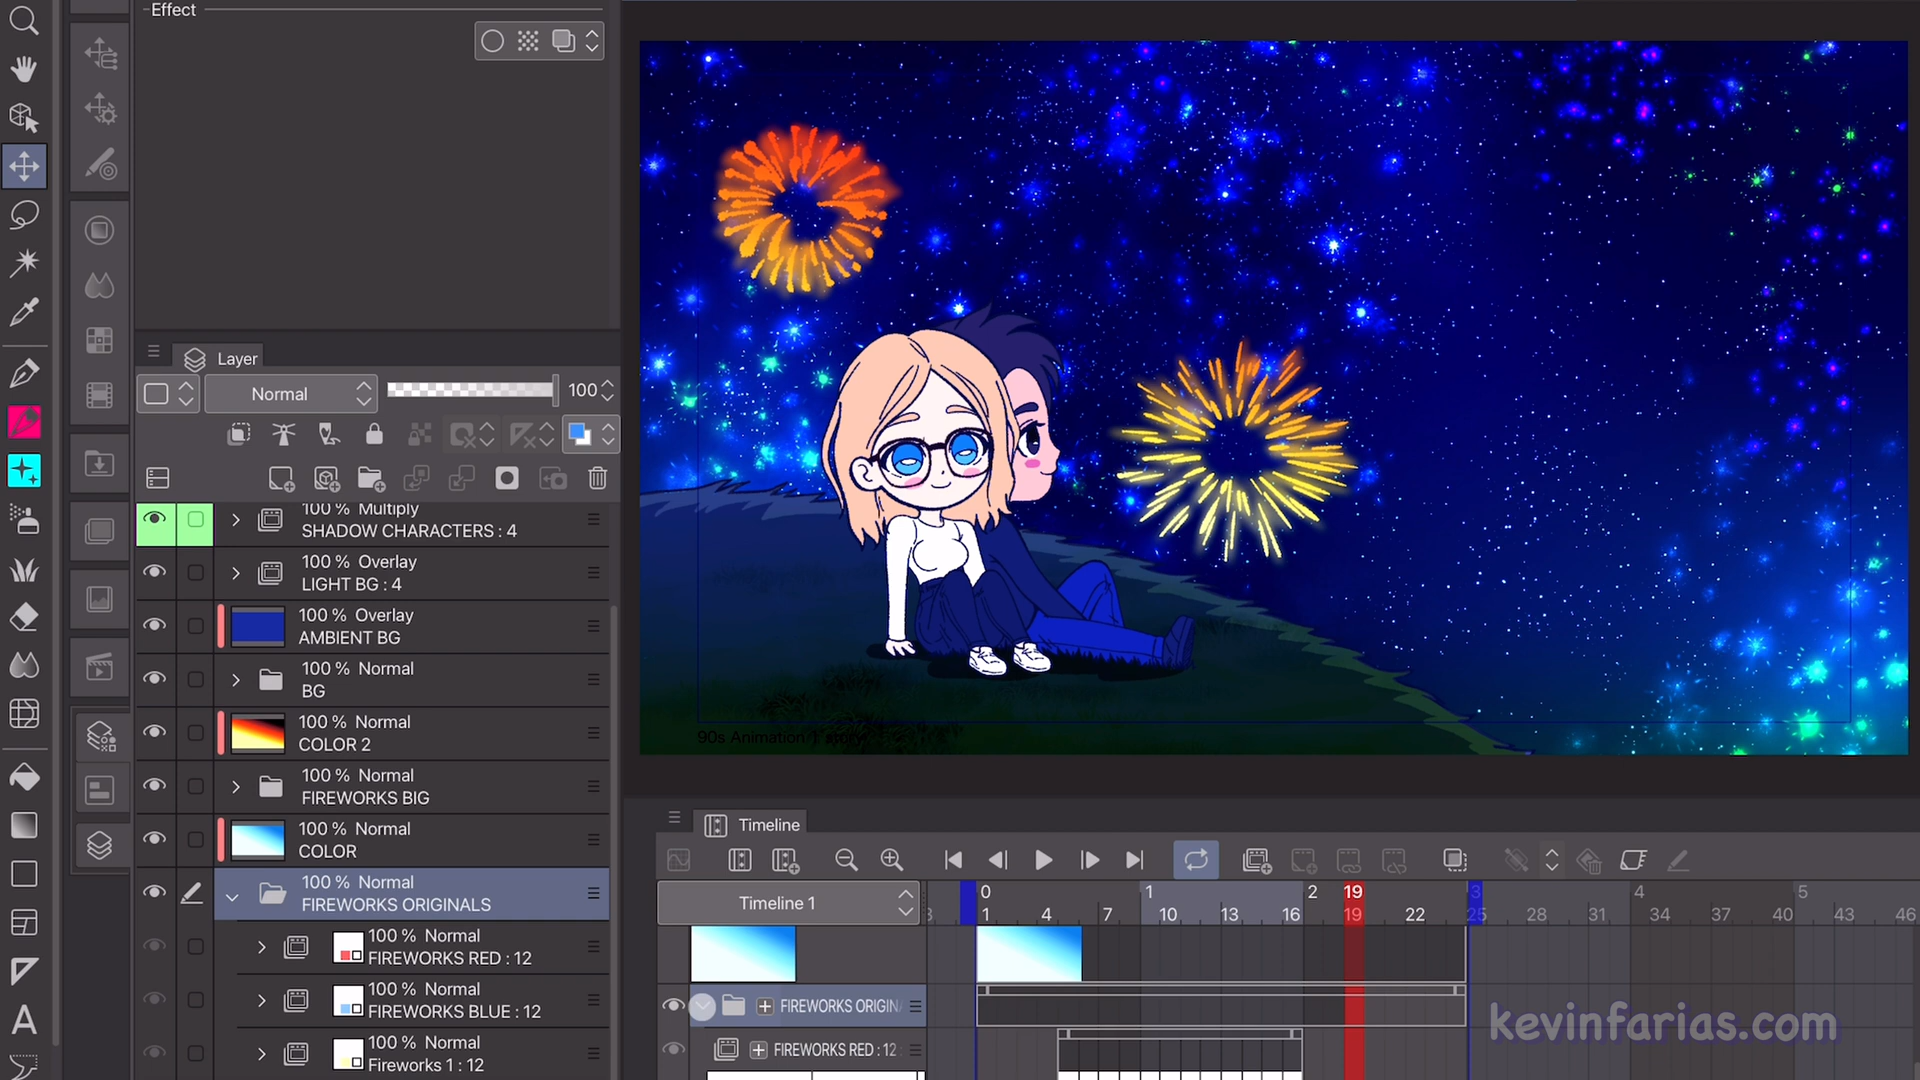 Effect
Layer
Normal
100
100 % Multiply
SHADOW CHARACTERS : 4
100 % Overlay
LIGHT BG : 4
100 % Overlay
AMBIENT BG
100 % Normal
BG
100 % Normal
COLOR 2
100 % Normal
FIREWORKS BIG
100 % Normal
COLOR
100 % Normal
FIREWORKS ORIGINALS
100 % Normal
FIREWORKS RED : 12
100 % Normal
FIREWORKS BLUE : 12
100 % Normal
Fireworks 1 : 12
90s Animation
Timeline
Timeline 1
0 1 2 19 3 4 5
1 4 7 10 13 16 19 22 25 28 31 34 37 40 43 46
FIREWORKS ORIGIN
FIREWORKS RED : 12
kevinfarias.com